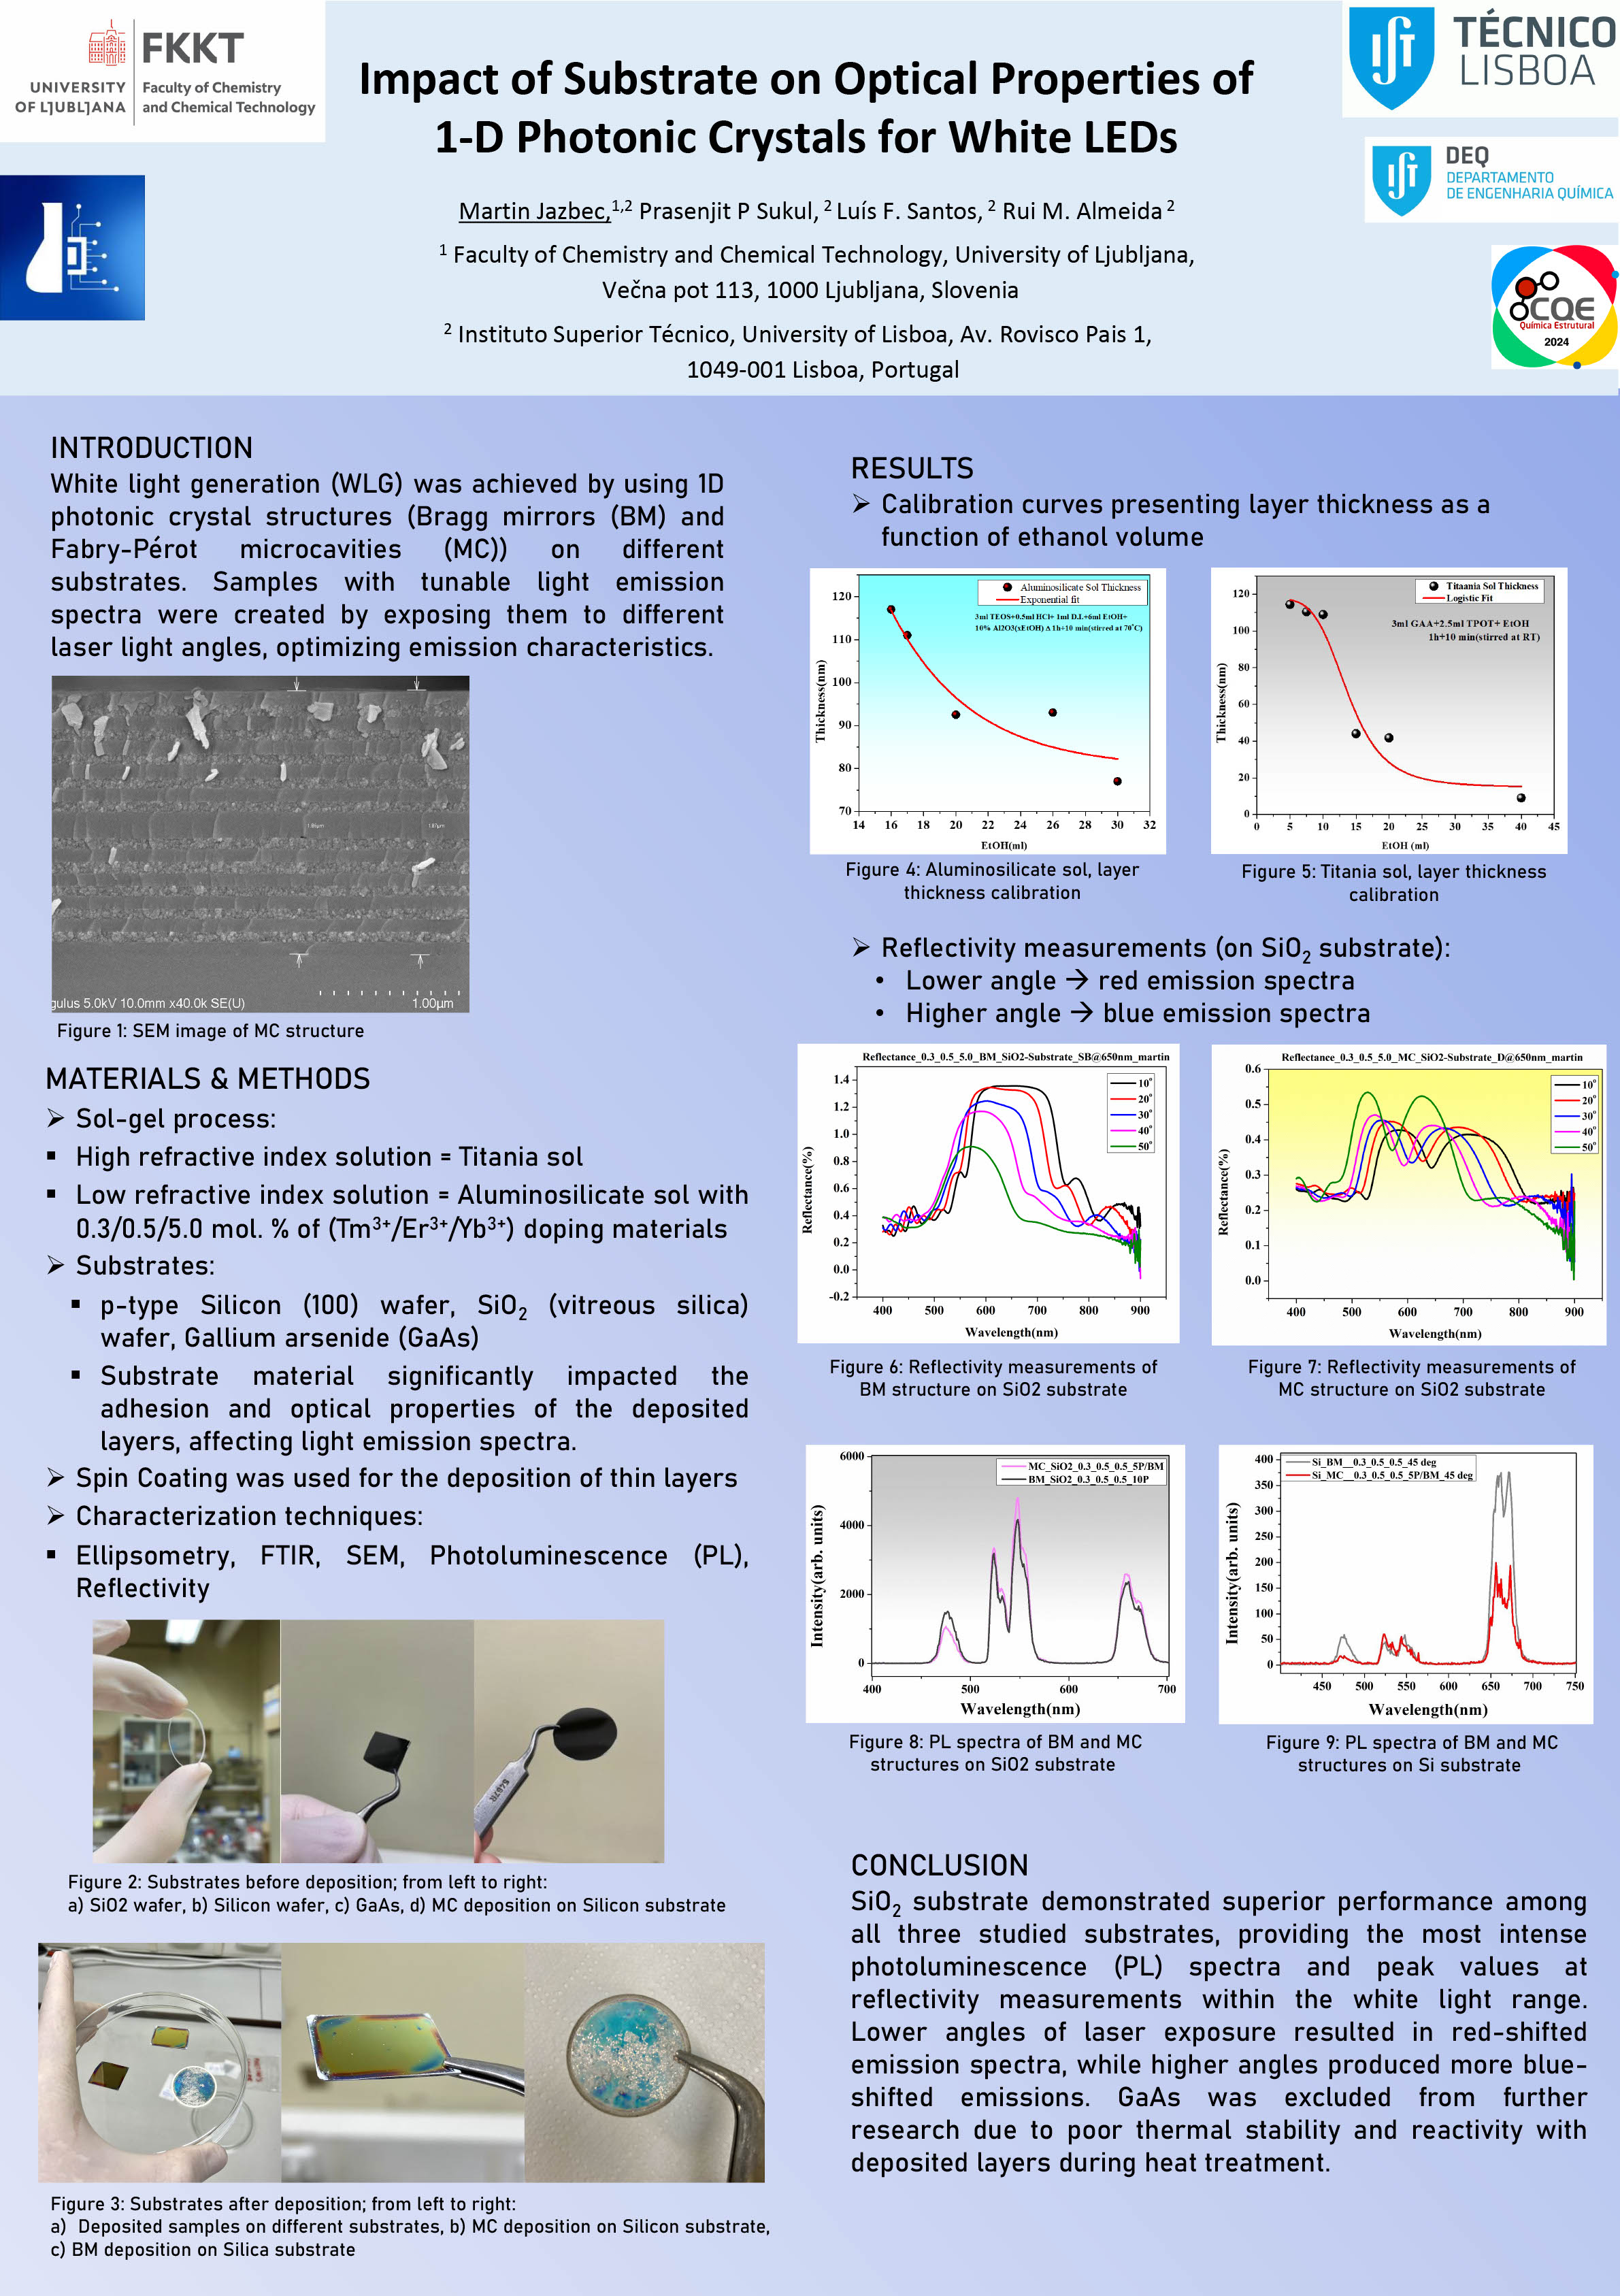 FKKT
UNIVERSITY
OF LJUBLJANA
Faculty of Chemistry
and Chemical Technology
Impact of Substrate on Optical Properties of
1-D Photonic Crystals for White LEDs
TÉCNICO
LISBOA
DEQ
DEPARTAMENTO
DE ENGENHARIA QUÍMICA
CQE
Química Estrutural
2024
Martin Jazbec,1,2 Prasenjit P Sukul, 2 Luís F. Santos, 2 Rui M. Almeida 2
1 Faculty of Chemistry and Chemical Technology, University of Ljubljana,
Večna pot 113, 1000 Ljubljana, Slovenia
2 Instituto Superior Técnico, University of Lisboa, Av. Rovisco Pais 1,
1049-001 Lisboa, Portugal
INTRODUCTION
White light generation (WLG) was achieved by using 1D
photonic crystal structures (Bragg mirrors (BM) and
Fabry-Pérot microcavities (MC)) on different
substrates. Samples with tunable light emission
spectra were created by exposing them to different
laser light angles, optimizing emission characteristics.
gulus 5.0kV 10.0mm x40.0k SE(U)
1.00µm
Figure 1: SEM image of MC structure
MATERIALS & METHODS
➢ Sol-gel process:
▪ High refractive index solution = Titania sol
▪ Low refractive index solution = Aluminosilicate sol with
0.3/0.5/5.0 mol. % of (Tm3+/Er3+/Yb3+) doping materials
➢ Substrates:
▪ p-type Silicon (100) wafer, SiO2 (vitreous silica)
wafer, Gallium arsenide (GaAs)
▪ Substrate material significantly impacted the
adhesion and optical properties of the deposited
layers, affecting light emission spectra.
➢ Spin Coating was used for the deposition of thin layers
➢ Characterization techniques:
▪ Ellipsometry, FTIR, SEM, Photoluminescence (PL),
Reflectivity
Figure 2: Substrates before deposition; from left to right:
a) SiO2 wafer, b) Silicon wafer, c) GaAs, d) MC deposition on Silicon substrate
Figure 3: Substrates after deposition; from left to right:
a) Deposited samples on different substrates, b) MC deposition on Silicon substrate,
c) BM deposition on Silica substrate
RESULTS
➢ Calibration curves presenting layer thickness as a
function of ethanol volume
Aluminosilicate Sol Thickness
Exponential fit
3ml TEOS+0.5ml HCl+ 1ml D.I.+6ml EtOH+
10% Al2O3(xEtOH) Δ 1h+10 min(stirred at 70°C)
Thickness(nm)
120
110
100
90
80
70
14 16 18 20 22 24 26 28 30 32
EtOH(ml)
Figure 4: Aluminosilicate sol, layer
thickness calibration
Titaania Sol Thickness
Logistic Fit
3ml GAA+2.5ml TPOT+ EtOH
1h+10 min(stirred at RT)
Thickness(nm)
120
100
80
60
40
20
0
0 5 10 15 20 25 30 35 40 45
EtOH (ml)
Figure 5: Titania sol, layer thickness
calibration
➢ Reflectivity measurements (on SiO2 substrate):
• Lower angle → red emission spectra
• Higher angle → blue emission spectra
Reflectance_0.3_0.5_5.0_BM_SiO2-Substrate_SB@650nm_martin
10°
20°
30°
40°
50°
Reflectance(%)
1.4
1.2
1.0
0.8
0.6
0.4
0.2
0.0
-0.2
400 500 600 700 800 900
Wavelength(nm)
Figure 6: Reflectivity measurements of
BM structure on SiO2 substrate
Reflectance_0.3_0.5_5.0_MC_SiO2-Substrate_D@650nm_martin
10°
20°
30°
40°
50°
Reflectance(%)
0.6
0.5
0.4
0.3
0.2
0.1
0.0
400 500 600 700 800 900
Wavelength(nm)
Figure 7: Reflectivity measurements of
MC structure on SiO2 substrate
MC_SiO2_0.3_0.5_0.5_5P/BM
BM_SiO2_0.3_0.5_0.5_10P
Intensity(arb. units)
6000
4000
2000
0
400 500 600 700
Wavelength(nm)
Figure 8: PL spectra of BM and MC
structures on SiO2 substrate
Si_BM__0.3_0.5_0.5_45 deg
Si_MC__0.3_0.5_0.5_5P/BM_45 deg
Intensity(arb. units)
400
350
300
250
200
150
100
50
0
450 500 550 600 650 700 750
Wavelength(nm)
Figure 9: PL spectra of BM and MC
structures on Si substrate
CONCLUSION
SiO2 substrate demonstrated superior performance among
all three studied substrates, providing the most intense
photoluminescence (PL) spectra and peak values at
reflectivity measurements within the white light range.
Lower angles of laser exposure resulted in red-shifted
emission spectra, while higher angles produced more blue-
shifted emissions. GaAs was excluded from further
research due to poor thermal stability and reactivity with
deposited layers during heat treatment.